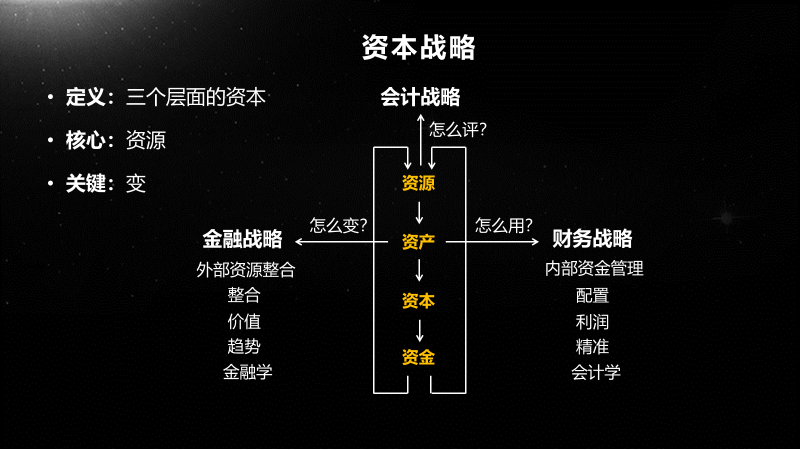 资本战略
• 定义：三个层面的资本
• 核心：资源
• 关键：变
会计战略
怎么评?
资源
怎么变?
怎么用?
金融战略
资产
财务战略
外部资源整合
整合
价值
趋势
金融学
资本
资金
内部资金管理
配置
利润
精准
会计学